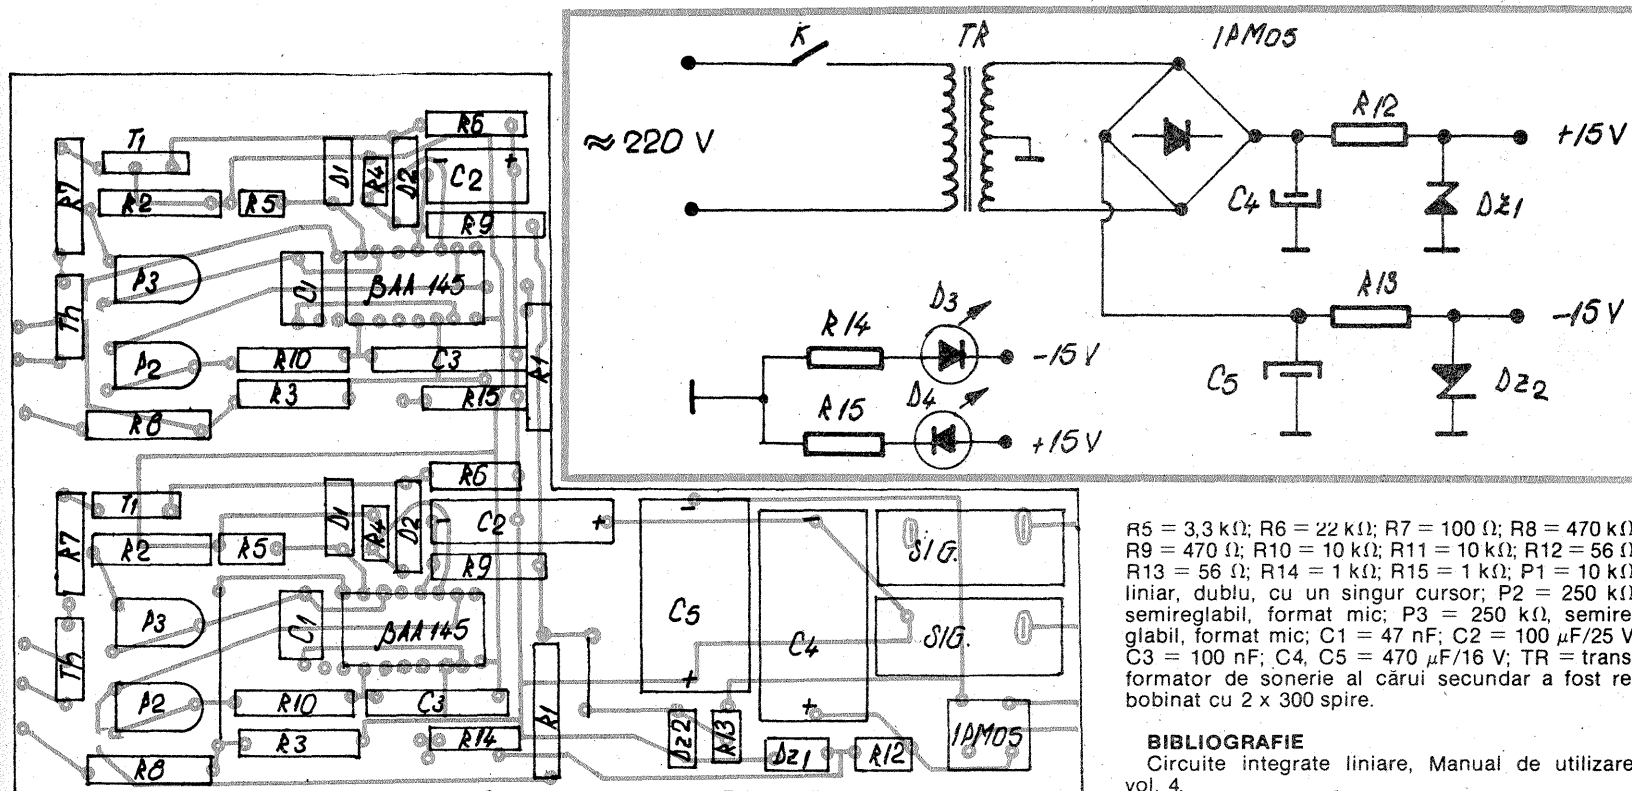 K
TR
1PM05
≈ 220 V
R12
+15V
C4
DZ1
R13
-15V
C5
DZ2
D3
R14
-15V
D4
R15
+15V
T1
R6
R7
D1
R4
D2
C2
- +
R2
R5
R9
P3
C1
βAA 145
Th
P2
R10
C3
R1
R3
R15
R8
R6
T1
R7
D1
R4
D2
C2
- +
R2
R5
R9
P3
C1
βAA 145
Th
P2
R10
C3
R1
R3
R14
R8
-
C5
+
-
C4
+
SIG.
SIG.
DZ2
R13
DZ1
R12
1PM05
R5 = 3,3 kΩ; R6 = 22 kΩ; R7 = 100 Ω; R8 = 470 kΩ
R9 = 470 Ω; R10 = 10 kΩ; R11 = 10 kΩ; R12 = 56 Ω
R13 = 56 Ω; R14 = 1 kΩ; R15 = 1 kΩ; P1 = 10 kΩ
liniar, dublu, cu un singur cursor; P2 = 250 kΩ
semireglabil, format mic; P3 = 250 kΩ, semire-
glabil, format mic; C1 = 47 nF; C2 = 100 μF/25 V
C3 = 100 nF; C4, C5 = 470 μF/16 V; TR = trans
formator de sonerie al cărui secundar a fost re
bobinat cu 2 x 300 spire.
BIBLIOGRAFIE
Circuite integrate liniare, Manual de utilizare
vol. 4.